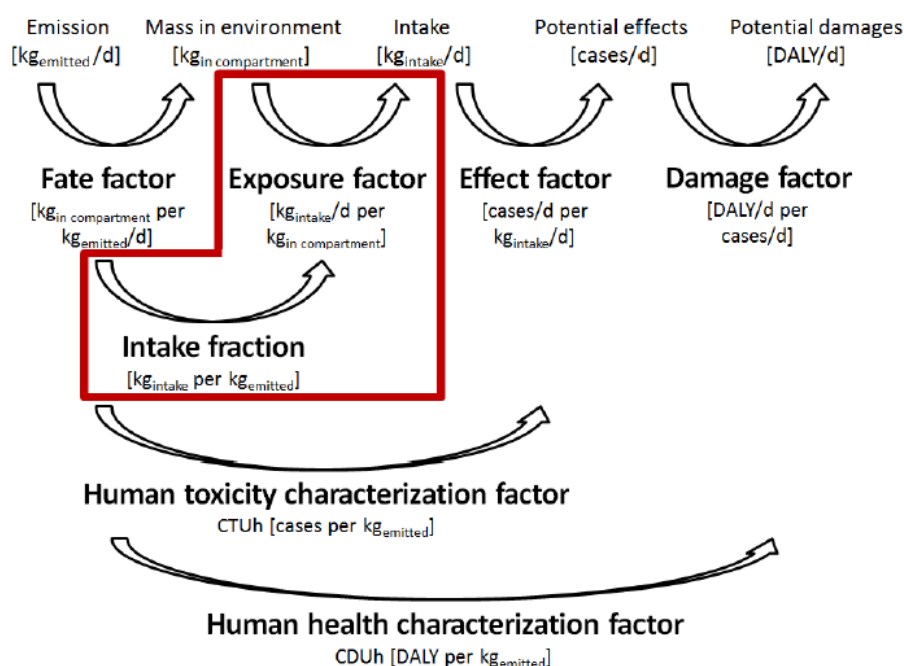 Emission Mass in environment Intake Potential effects Potential damages
[kgemitted/d] [kgin compartment] [kgintake/d] [cases/d] [DALY/d]
Fate factor Exposure factor Effect factor Damage factor
[kgin compartment per [kgintake/d per [cases/d per [DALY/d per
kgemitted/d] kgin compartment] kgintake/d] cases/d]
Intake fraction
[kgintake per kgemitted]
Human toxicity characterization factor
CTUh [cases per kgemitted]
Human health characterization factor
CDUh [DALY per kgemitted]